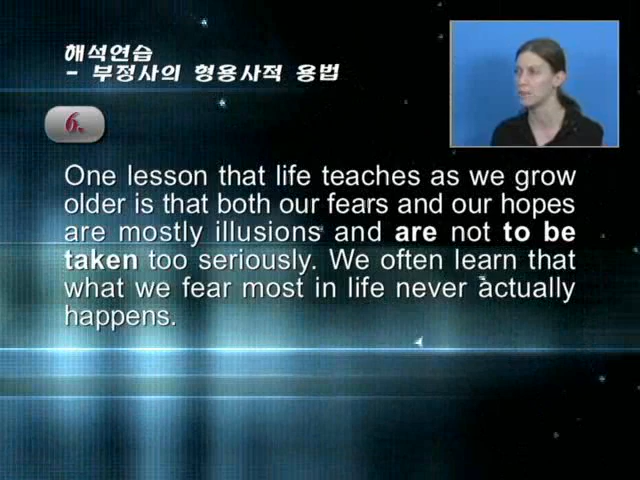 해석연습
- 부정사의 형용사적 용법
6.
One lesson that life teaches as we grow
older is that both our fears and our hopes
are mostly illusions and are not to be
taken too seriously. We often learn that
what we fear most in life never actually
happens.